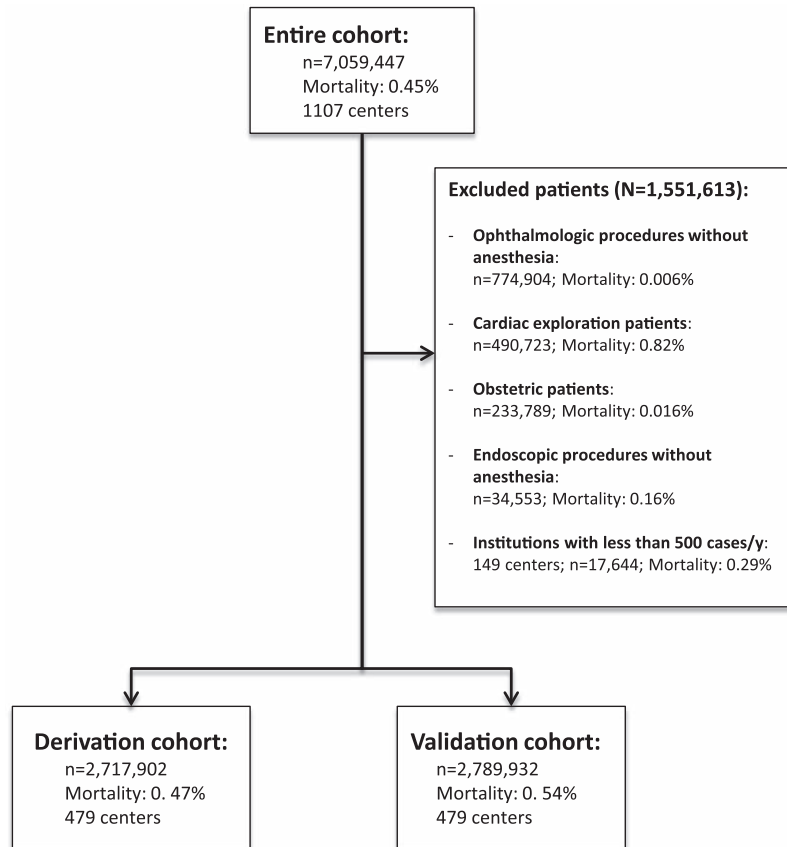 Entire cohort:
n=7,059,447
Mortality: 0.45%
1107 centers
Excluded patients (N=1,551,613):
- Ophthalmologic procedures without
anesthesia:
n=774,904; Mortality: 0.006%
- Cardiac exploration patients:
n=490,723; Mortality: 0.82%
- Obstetric patients:
n=233,789; Mortality: 0.016%
- Endoscopic procedures without
anesthesia:
n=34,553; Mortality: 0.16%
- Institutions with less than 500 cases/y:
149 centers; n=17,644; Mortality: 0.29%
Derivation cohort:
n=2,717,902
Mortality: 0. 47%
479 centers
Validation cohort:
n=2,789,932
Mortality: 0. 54%
479 centers